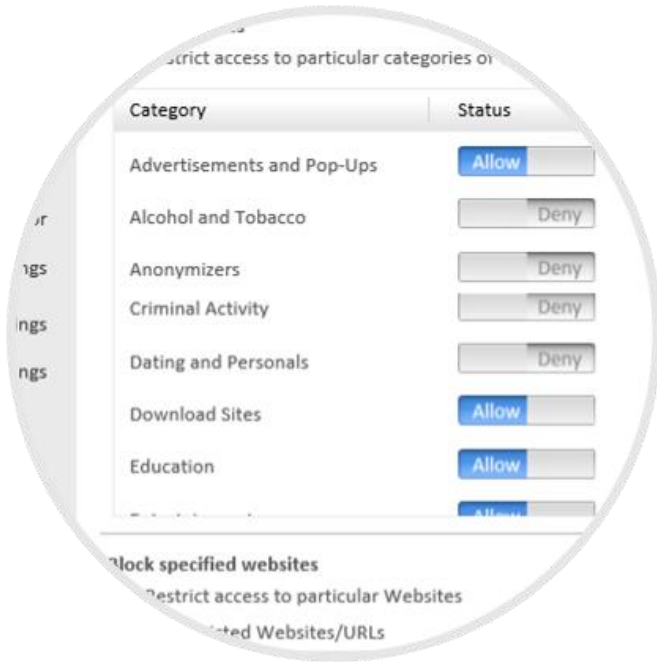 access to particular categories
Category Status
Advertisements and Pop-Ups Allow
Alcohol and Tobacco Deny
Anonymizers Deny
Criminal Activity Deny
Dating and Personals Deny
Download Sites Allow
Education Allow
Allow
Block specified websites
Restrict access to particular Websites
Websites/URLs